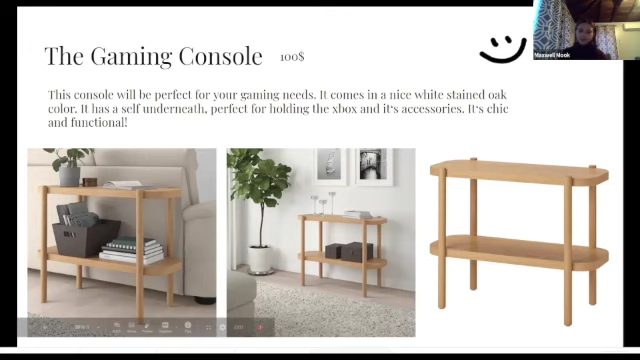 The Gaming Console 100$
This console will be perfect for your gaming needs. It comes in a nice white stained oak
color. It has a self underneath, perfect for holding the xbox and it's accessories. It's chic
and functional!
Maxwell Mook